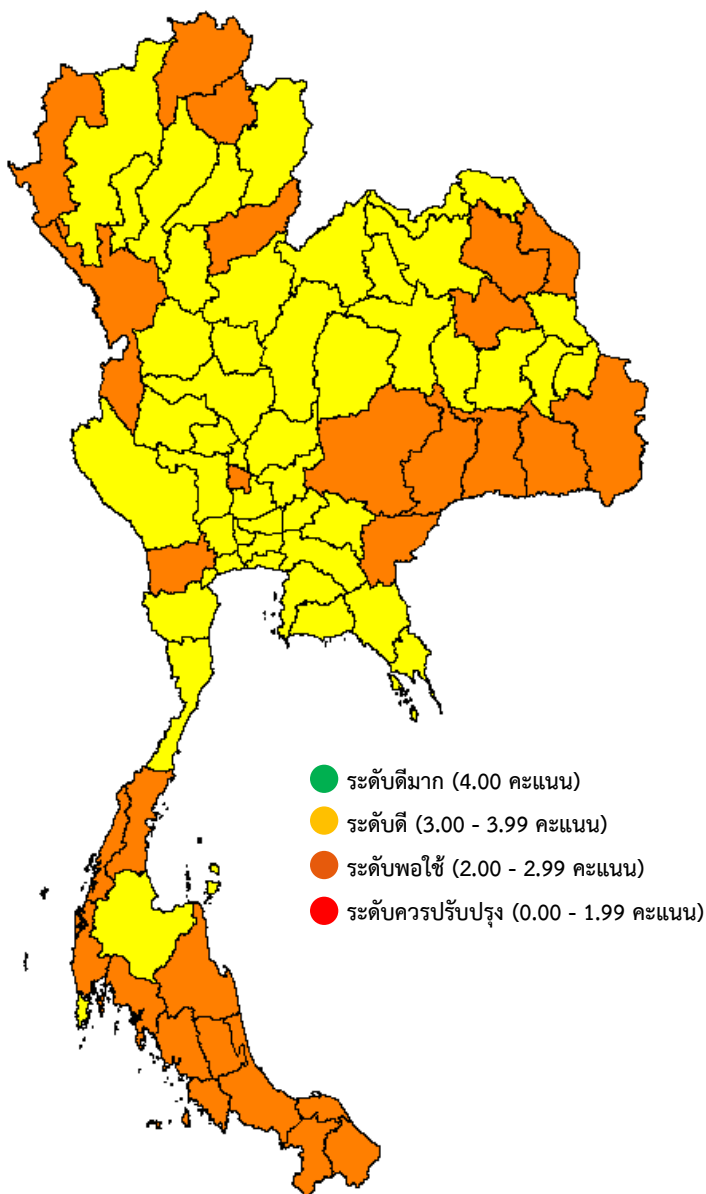 ระดับดีมาก (4.00 คะแนน)
ระดับดี (3.00 - 3.99 คะแนน)
ระดับพอใช้ (2.00 - 2.99 คะแนน)
ระดับควรปรับปรุง (0.00 - 1.99 คะแนน)